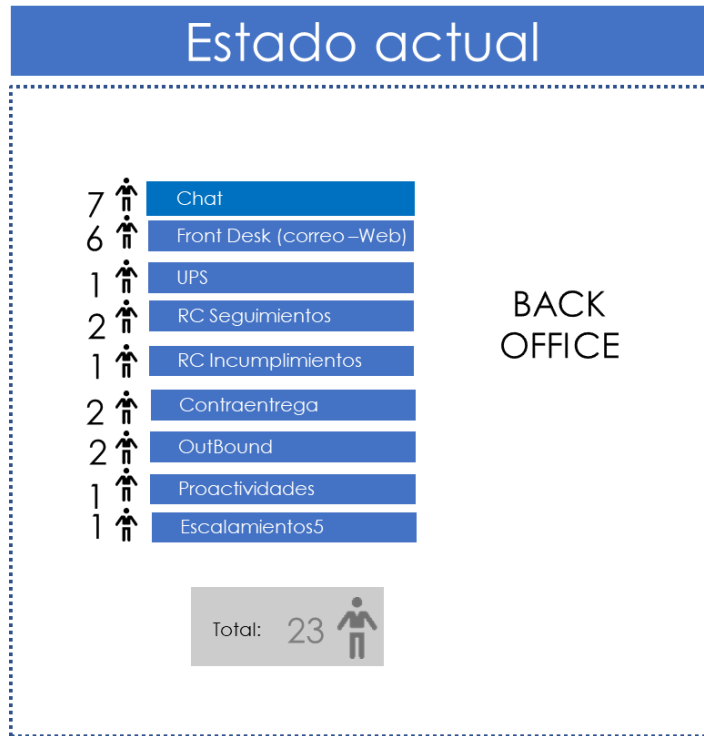 Estado actual
7 Chat
6 Front Desk (correo –Web)
1 UPS
2 RC Seguimientos
1 RC Incumplimientos
2 Contraentrega
2 OutBound
1 Proactividades
1 Escalamientos5
BACK
OFFICE
Total: 23